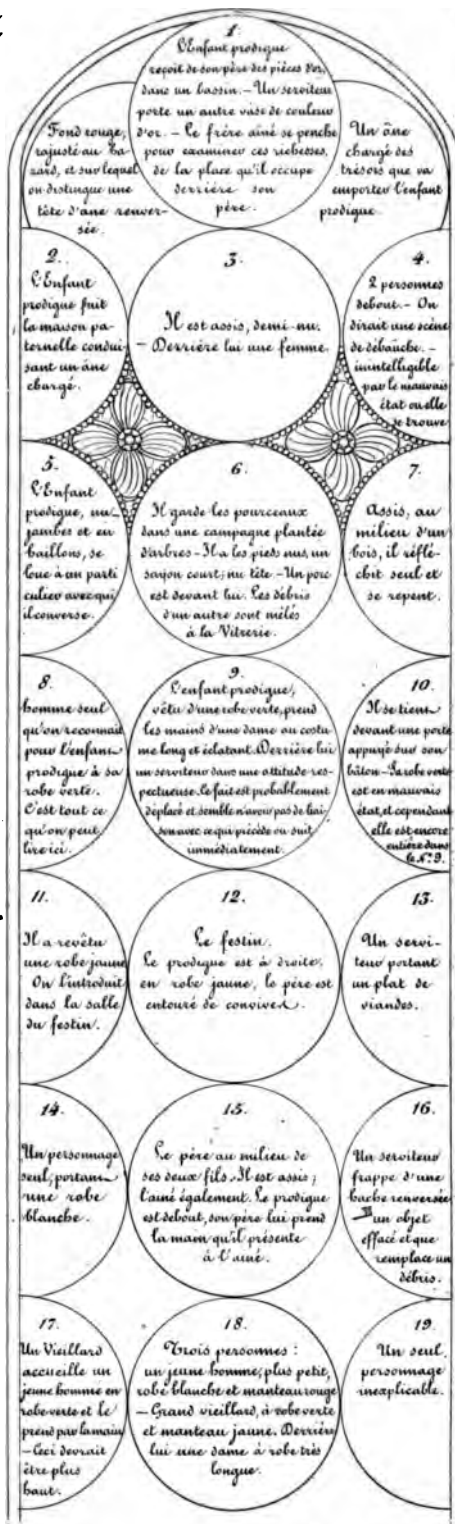 1.
L'Enfant prodigue
reçoit de son père des pièces d'or,
dans un bassin. – Un serviteur
porte un autre vase de couleur
d'or. – Le frère aîné se penche
pour examiner ces richesses,
de la place qu'il occupe
derrière son
père.
Fond rouge,
rajusté au ha-
zard, et sur lequel
on distingue une
tête d'âne renver-
sée.
Un âne
chargé des
trésors que va
emporter l'enfant
prodigue.
2.
L'Enfant
prodigue fuit
la maison pa-
ternelle condui
sant un âne
chargé.
3.
Il est assis, demi-nu.
– Derrière lui une femme.
4.
2 personnes
debout. – On
dirait une scène
de débauche. –
inintelligible
par le mauvais
état où elle
se trouve
5.
L'Enfant
prodigue, nu-
jambes et en
haillons, se
loue à un parti
culier avec qui
il converse.
6.
Il garde les pourceaux
dans une campagne plantée
d'arbres – Il a les pieds nus, un
sayon court; nu tête – Un porc
est devant lui. Les débris
d'un autre sont mêlés
à la Vitrerie.
7.
Assis, au
milieu d'un
bois, il réflé-
chit seul et
se repent.
8.
homme seul
qu'on reconnait
pour l'enfant
prodigue à sa
robe verte.
C'est tout ce
qu'on peut
lire ici.
9.
L'enfant prodigue,
vêtu d'une robe verte, prend
les mains d'une dame au costu
me long et éclatant. Derrière lui
un serviteur dans une attitude res-
pectueuse. le fait est probablement
déplacé et semble n'avoir pas de liai
son avec ce qui précède ou suit
immédiatement.
10.
Il se tient
devant une porte
appuyé sur son
bâton – Sa robe verte
est en mauvais
état, et cependant
elle est encore
entière dans
le N° 9.
11.
Il a revêtu
une robe jaune
On l'introduit
dans la salle
du festin.
12.
Le festin.
Le prodigue est à droite,
en robe jaune, le père est
entouré de convives.
13.
Un servi-
teur portant
un plat de
viandes.
14.
Un personnage
seul, portant
une robe
blanche.
15.
Le père au milieu de
ses deux fils. Il est assis;
l'aîné également. Le prodigue
est debout, son père lui prend
la main qu'il présente
à l'aîné.
16.
Un serviteur
frappe d'une
hache renversée
un objet
effacé et que
remplace un
débris.
17.
Un Vieillard
accueille un
jeune homme en
robe verte et le
prend par la main
– Ceci devrait
être plus
haut.
18.
Trois personnes :
un jeune homme, plus petit,
robe blanche et manteau rouge
– Grand vieillard, à robe verte
et manteau jaune. Derrière
lui une dame à robe très
longue.
19.
Un seul
personnage
inexplicable.